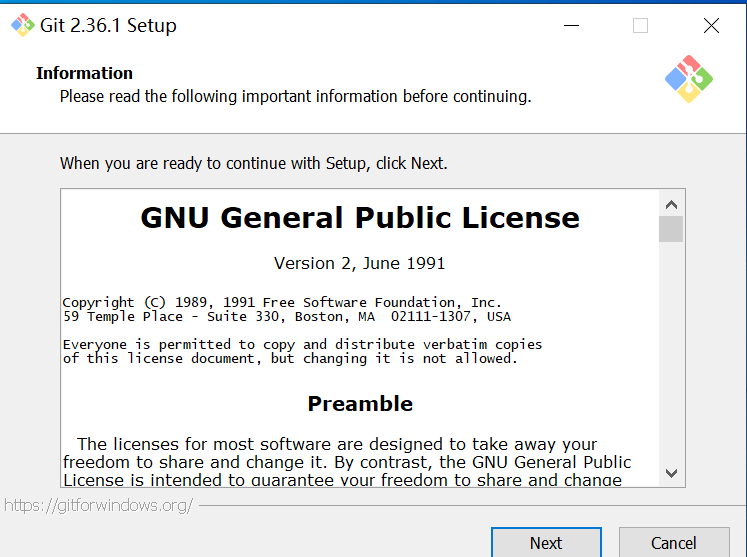 Git 2.36.1 Setup
Information
Please read the following important information before continuing.
When you are ready to continue with Setup, click Next.
GNU General Public License
Version 2, June 1991
Copyright (C) 1989, 1991 Free Software Foundation, Inc.
59 Temple Place - Suite 330, Boston, MA  02111-1307, USA
Everyone is permitted to copy and distribute verbatim copies
of this license document, but changing it is not allowed.
Preamble
The licenses for most software are designed to take away your
freedom to share and change it. By contrast, the GNU General Public
License is intended to guarantee your freedom to share and change
https://gitforwindows.org/
Next
Cancel